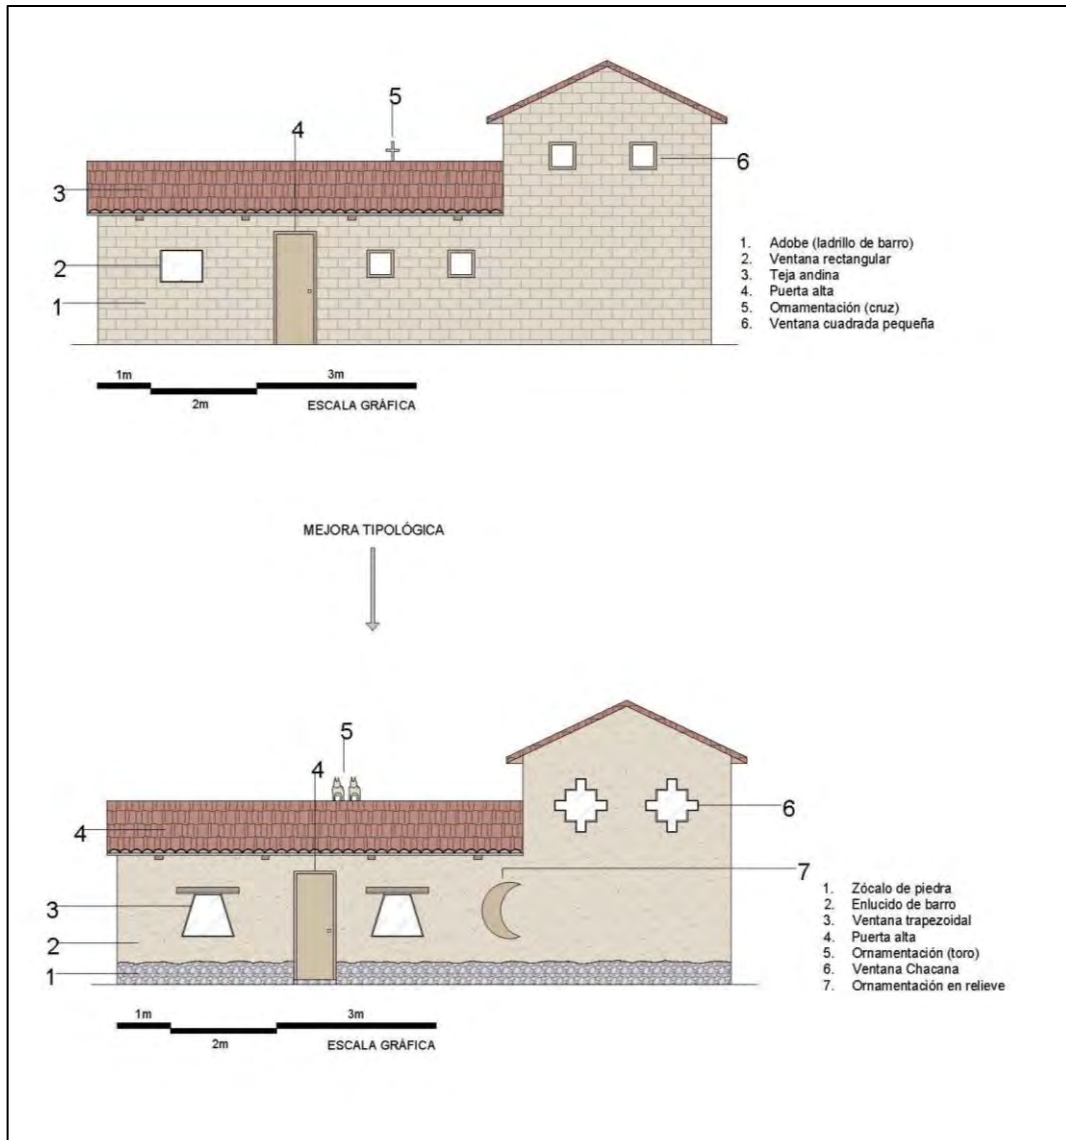 5
4
6
3
2
1
1. Adobe (ladrillo de barro)
2. Ventana rectangular
3. Teja andina
4. Puerta alta
5. Ornamentación (cruz)
6. Ventana cuadrada pequeña
1m
3m
2m
ESCALA GRÁFICA
MEJORA TIPOLÓGICA
5
4
6
4
7
3
2
1
1. Zócalo de piedra
2. Enlucido de barro
3. Ventana trapezoidal
4. Puerta alta
5. Ornamentación (toro)
6. Ventana Chacana
7. Ornamentación en relieve
1m
3m
2m
ESCALA GRÁFICA